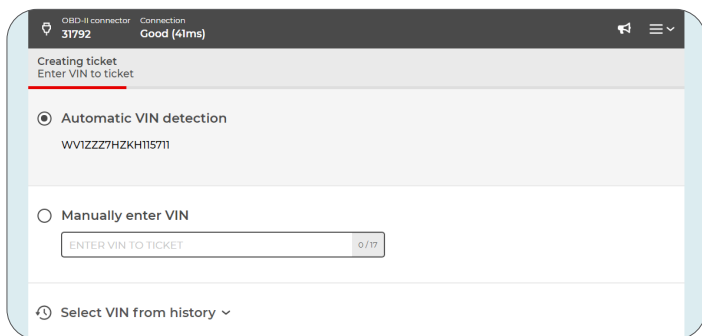 OBD-II connector Connection
31792 Good (41ms)
Creating ticket
Enter VIN to ticket
Automatic VIN detection
WV1ZZZ7HZKH115711
Manually enter VIN
ENTER VIN TO TICKET 0/17
Select VIN from history